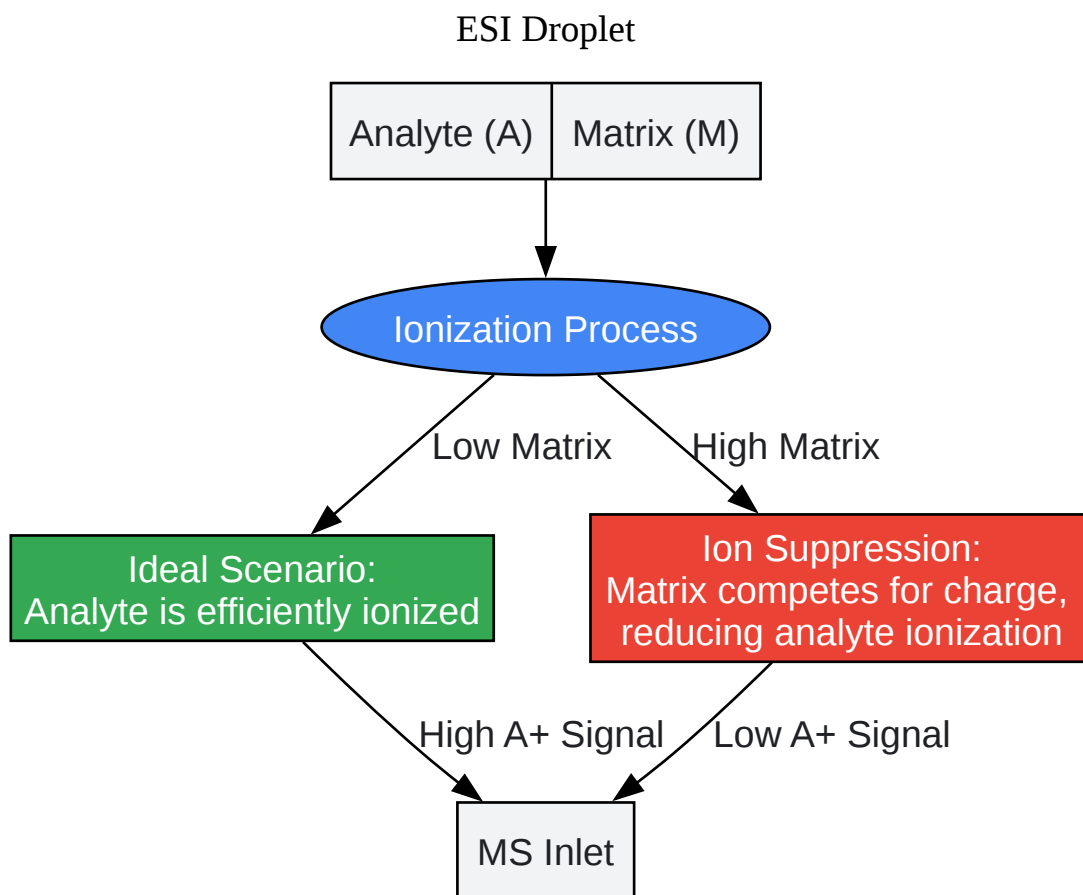 ESI Droplet
Analyte (A)
Matrix (M)
Ionization Process
Low Matrix
High Matrix
Ideal Scenario:
Analyte is efficiently ionized
Ion Suppression:
Matrix competes for charge,
reducing analyte ionization
High A+ Signal
Low A+ Signal
MS Inlet